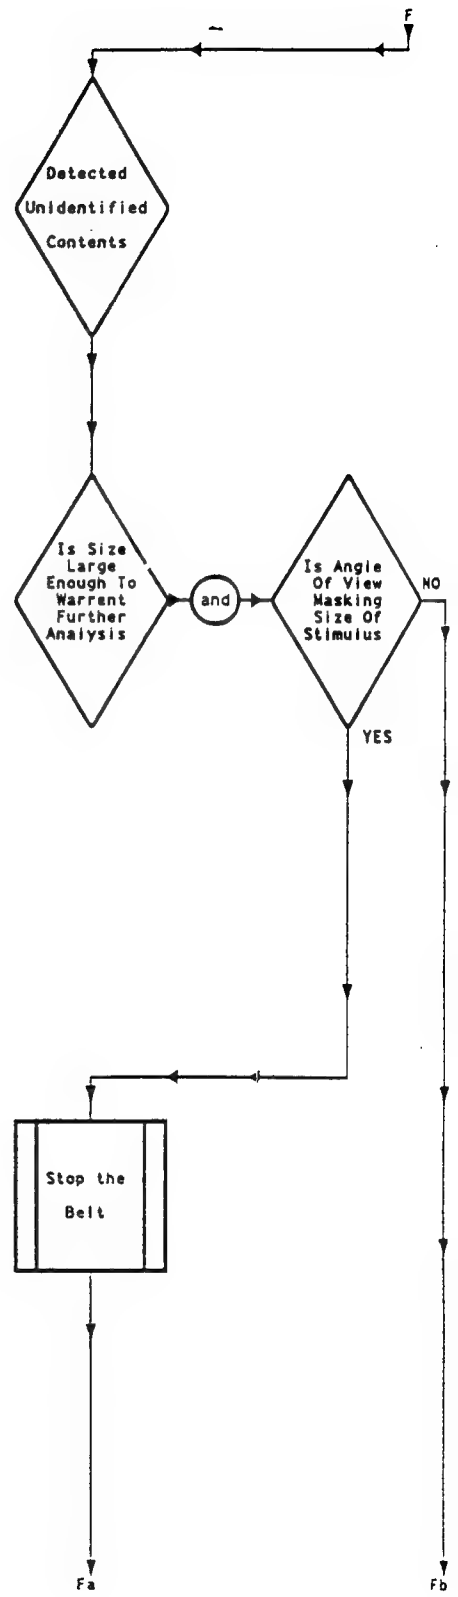 F
Detected
Unidentified
Contents
Is Size
Large
Enough To
Warrent
Further
Analysis
and
Is Angle
Of View
Masking
Size Of
Stimulus
NO
YES
Stop the
Belt
Fa
Fb